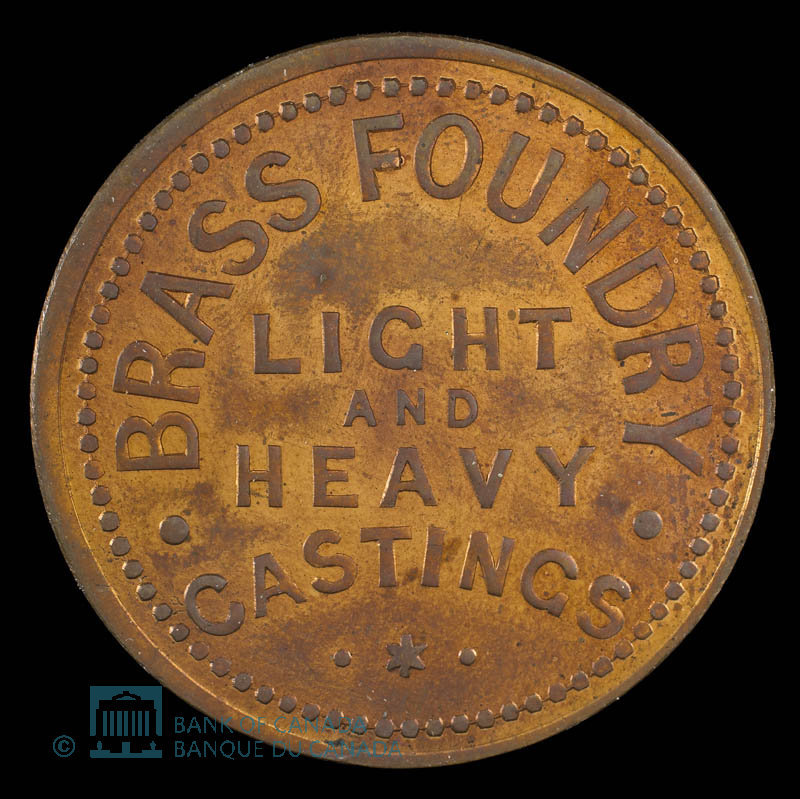 BRASS FOUNDRY
LIGHT
AND
HEAVY
CASTINGS
© BANK OF CANADA
BANQUE DU CANADA